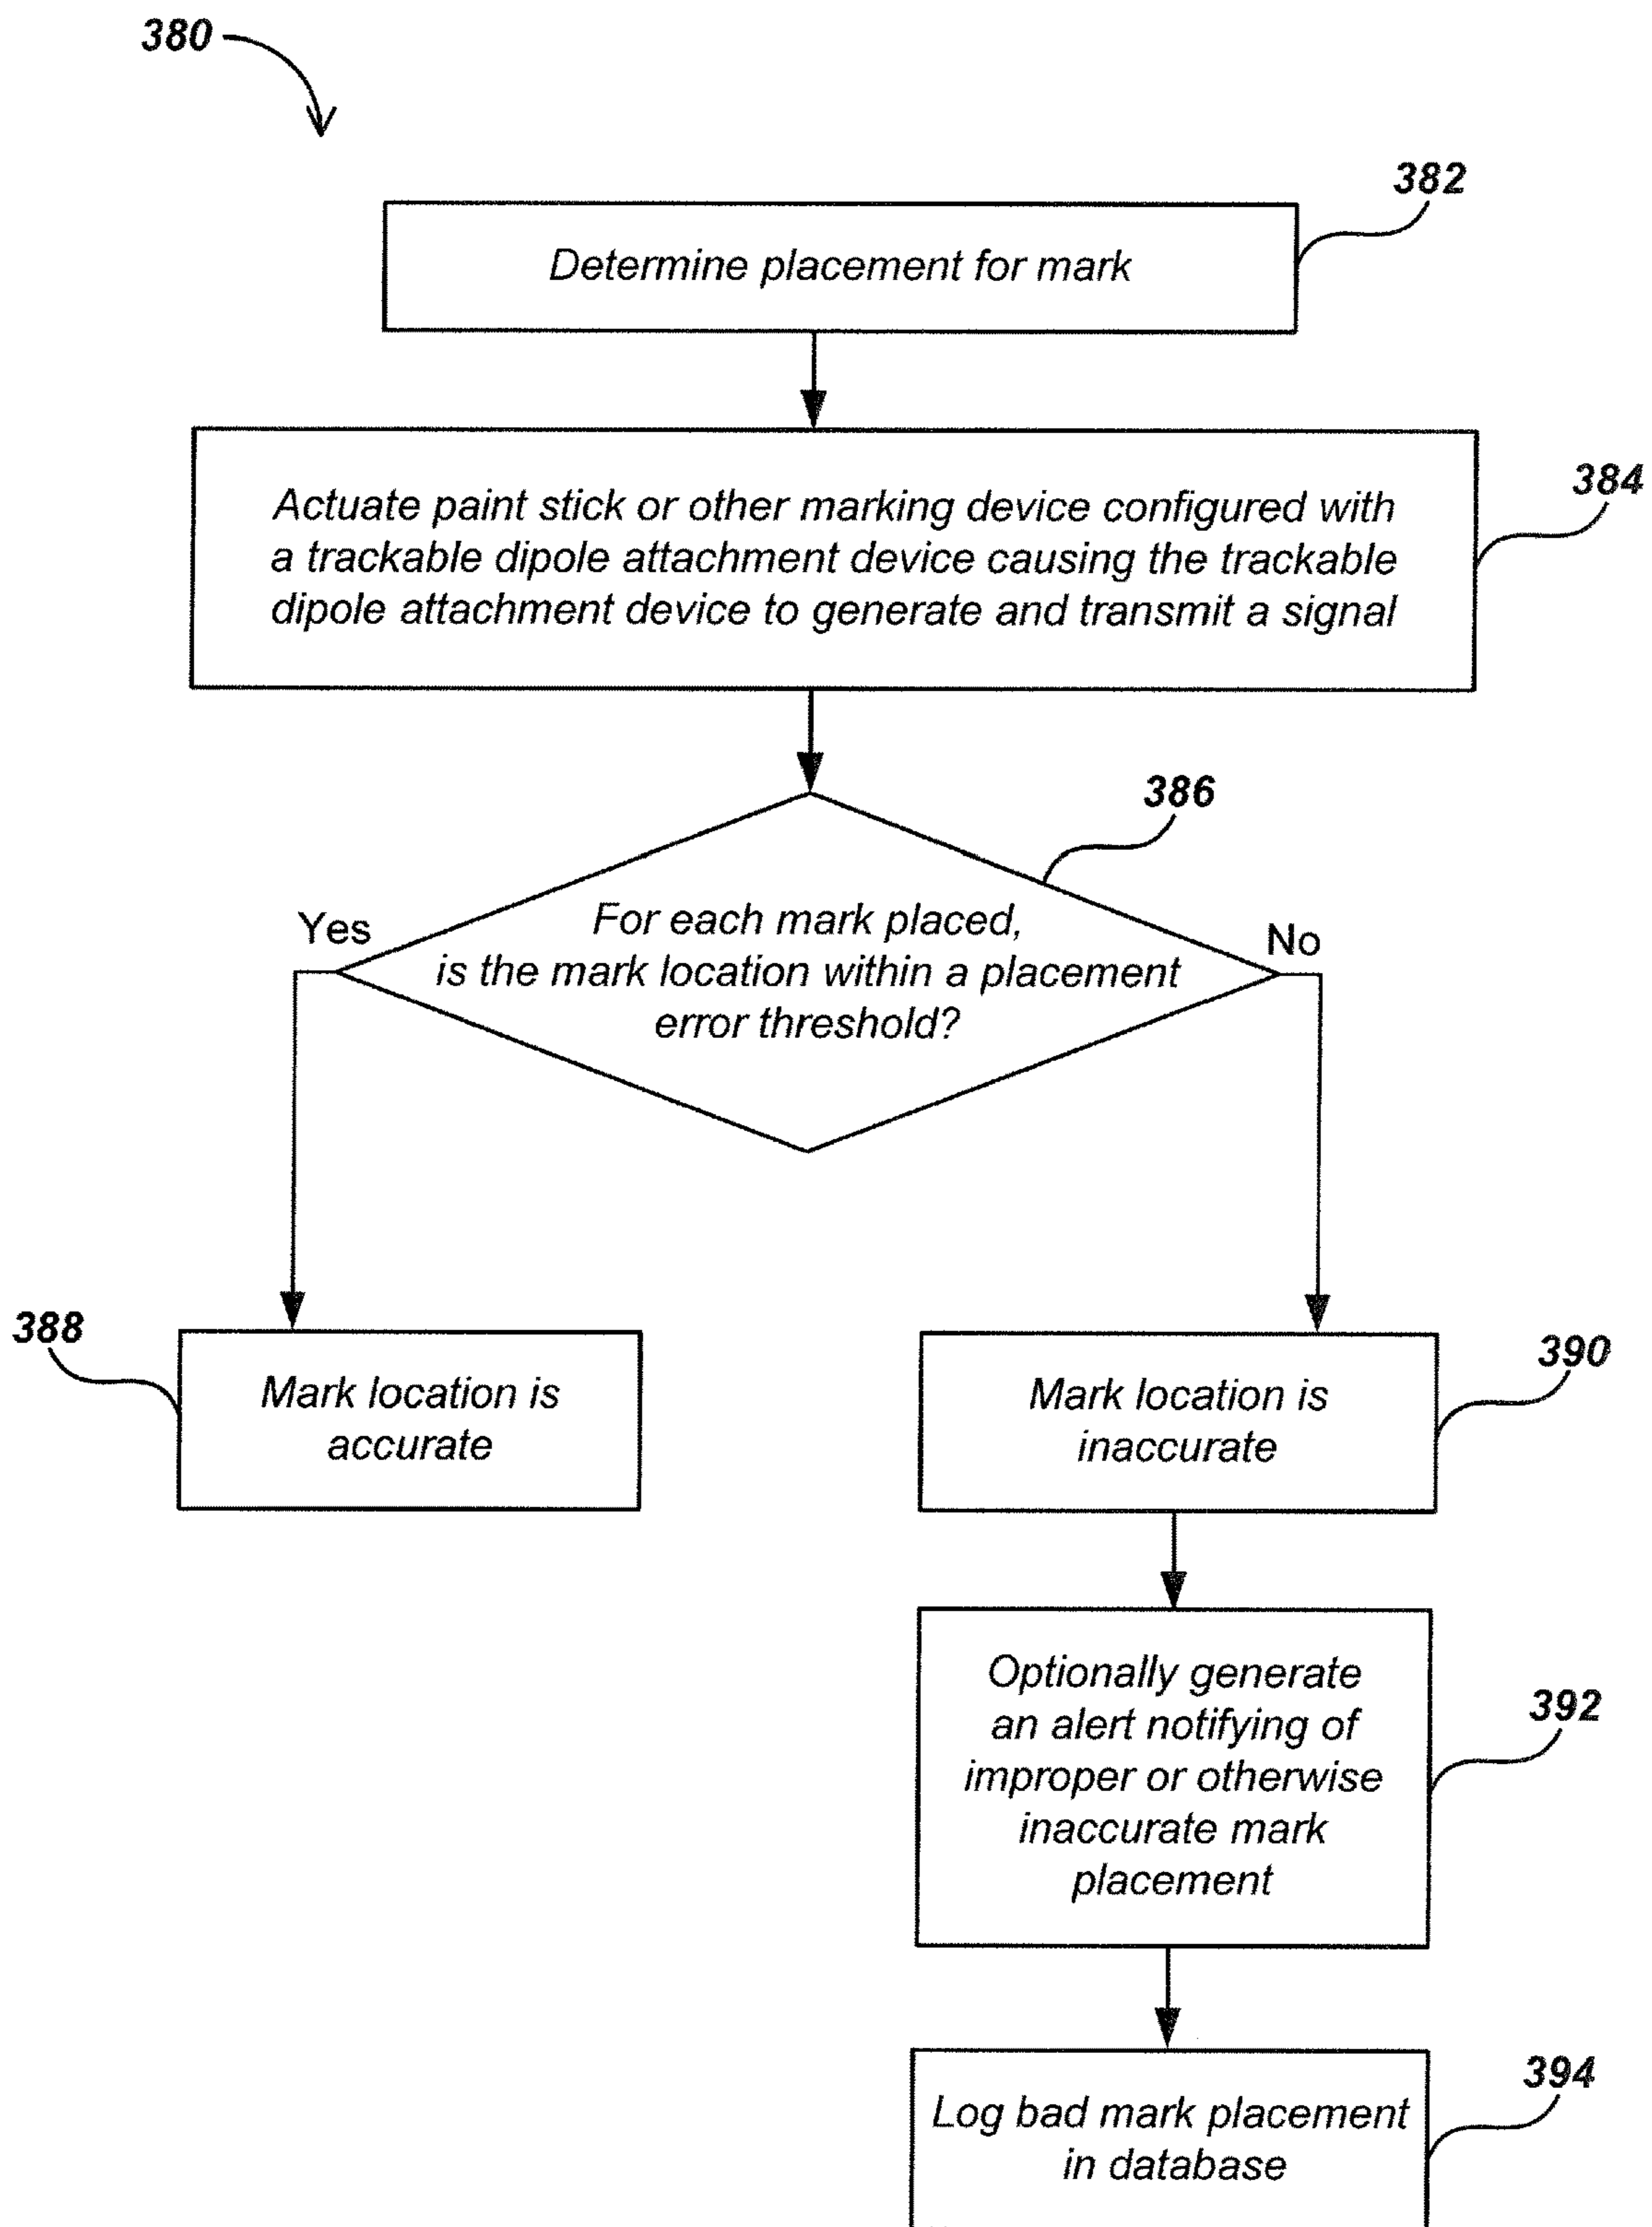 380
382
Determine placement for mark
384
Actuate paint stick or other marking device configured with
a trackable dipole attachment device causing the trackable
dipole attachment device to generate and transmit a signal
386
For each mark placed,
is the mark location within a placement
error threshold?
Yes
No
388
Mark location is
accurate
390
Mark location is
inaccurate
392
Optionally generate
an alert notifying of
improper or otherwise
inaccurate mark
placement
394
Log bad mark placement
in database